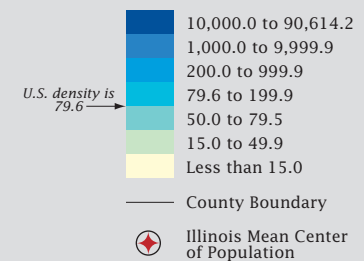 10,000.0 to 90,614.2
1,000.0 to 9,999.9
200.0 to 999.9
U.S. density is
79.6
79.6 to 199.9
50.0 to 79.5
15.0 to 49.9
Less than 15.0
County Boundary
Illinois Mean Center
of Population